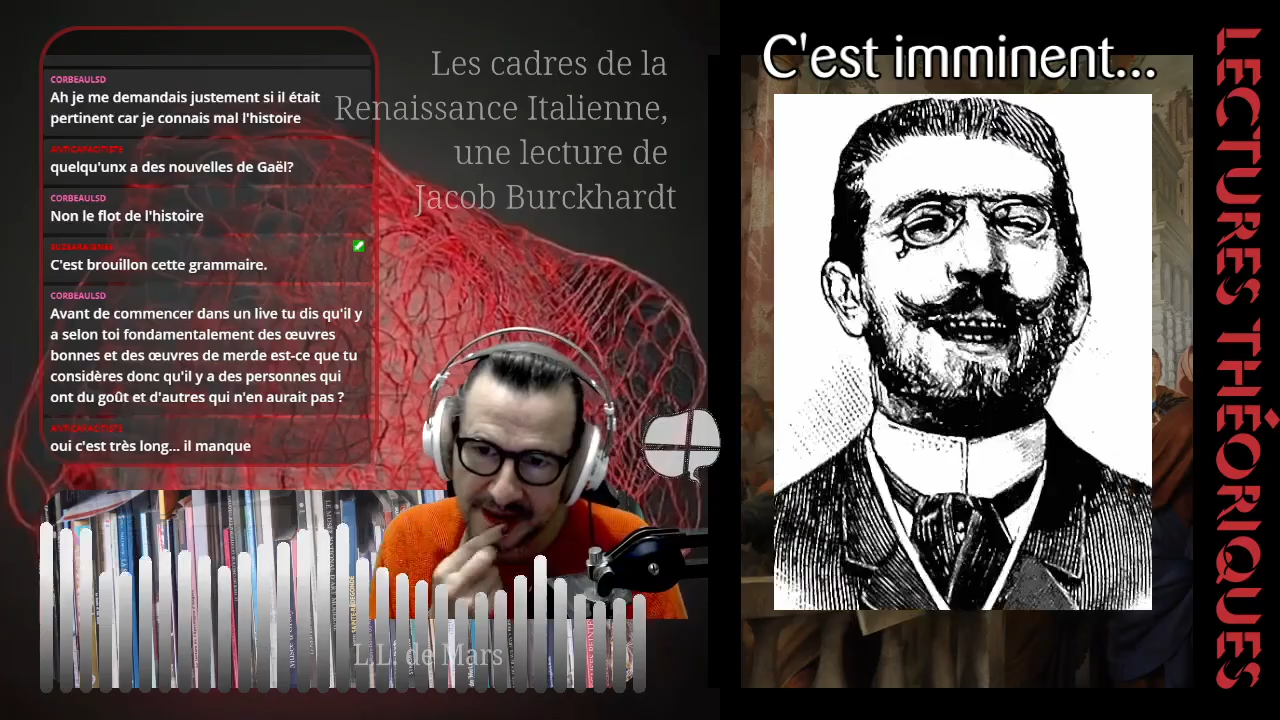 CORBEAULSD
Ah je me demandais justement si il était
pertinent car je connais mal l'histoire
ANTICAPACITISTE
quelqu'unx a des nouvelles de Gaël?
CORBEAULSD
Non le flot de l'histoire
C'est brouillon cette grammaire.
CORBEAULSD
Avant de commencer dans un live tu dis qu'il y
a selon toi fondamentalement des œuvres
bonnes et des œuvres de merde est-ce que tu
considères donc qu'il y a des personnes qui
ont du goût et d'autres qui n'en aurait pas ?
ANTICAPACITISTE
oui c'est très long... il manque
Les cadres de la
Renaissance Italienne,
une lecture de
Jacob Burckhardt
L.L. de Mars
C'est imminent...
LECTURES THÉORIQUES